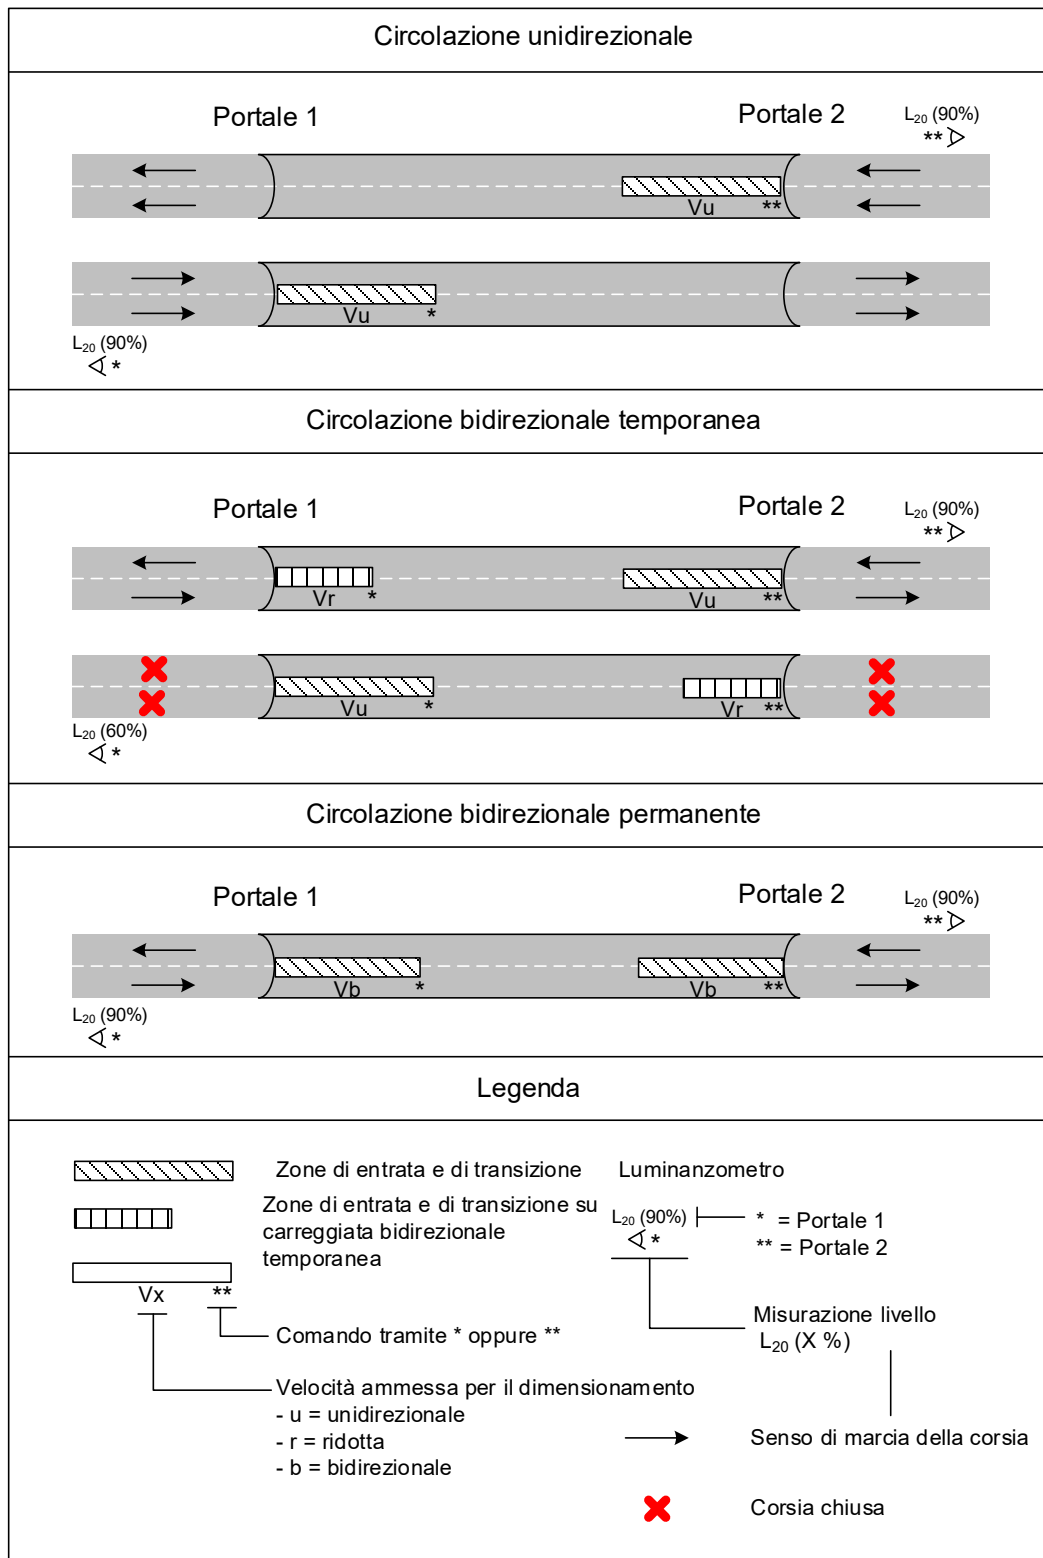 Circolazione unidirezionale
Portale 1
Portale 2
L20 (90%)
**
Vu **
Vu *
L20 (90%)
*
Circolazione bidirezionale temporanea
Portale 1
Portale 2
L20 (90%)
**
Vr *
Vu **
Vu *
Vr **
L20 (60%)
*
Circolazione bidirezionale permanente
Portale 1
Portale 2
L20 (90%)
**
Vb *
Vb **
L20 (90%)
*
Legenda
Zone di entrata e di transizione
Zone di entrata e di transizione su
carreggiata bidirezionale
temporanea
Vx **
Comando tramite * oppure **
Velocità ammessa per il dimensionamento
- u = unidirezionale
- r = ridotta
- b = bidirezionale
Luminanzometro
L20 (90%)
*
* = Portale 1
** = Portale 2
Misurazione livello
L20 (X %)
Senso di marcia della corsia
Corsia chiusa